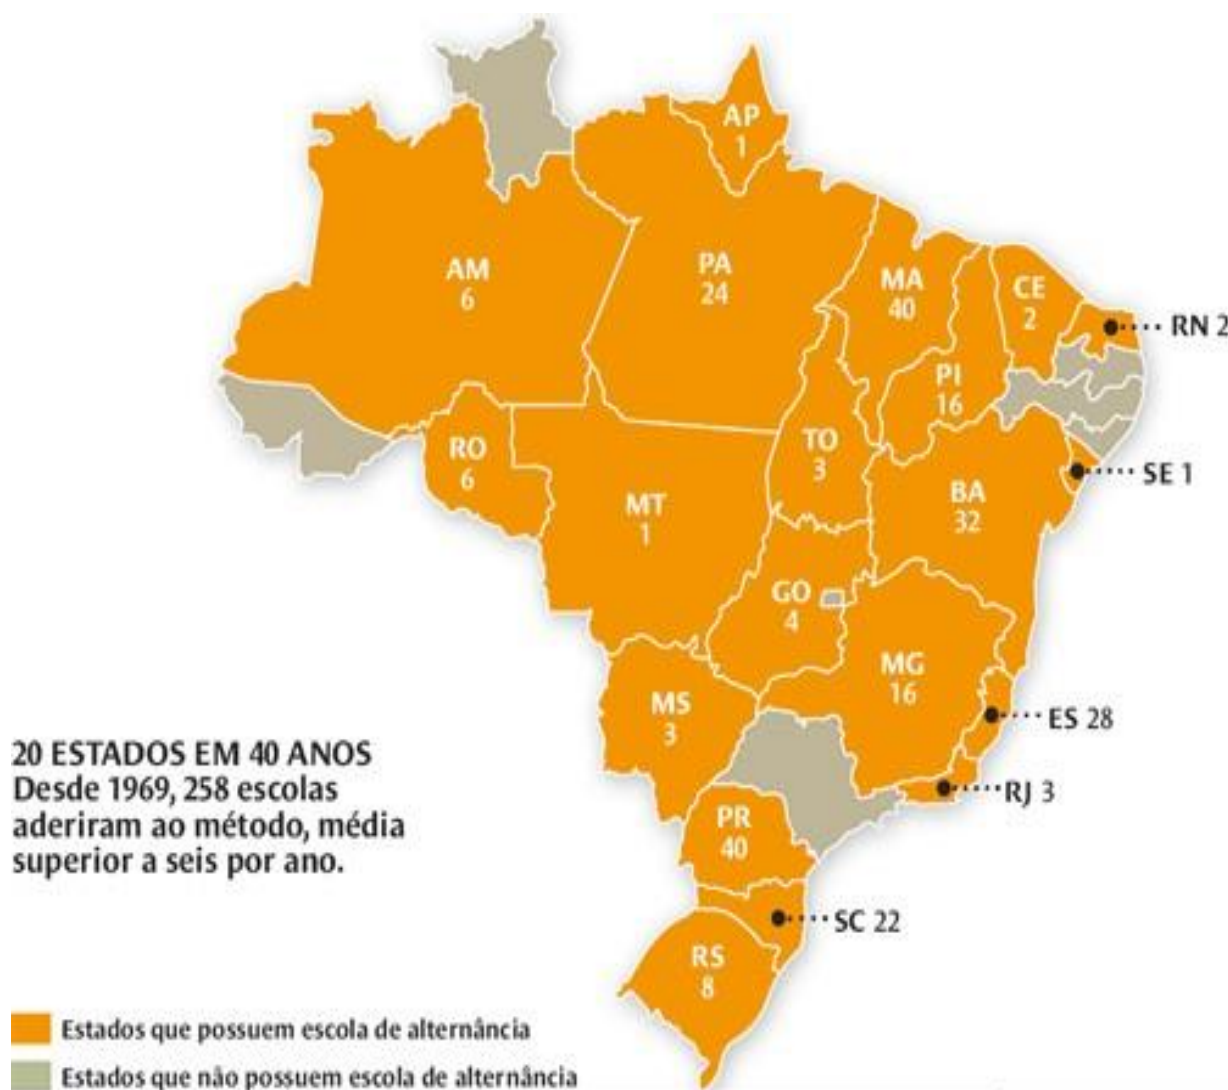 AP
1
AM
6
PA
24
MA
40
CE
2
RN 2
PI
16
RO
6
TO
3
SE 1
MT
1
BA
32
GO
4
MG
16
MS
3
ES 28
RJ 3
20 ESTADOS EM 40 ANOS
Desde 1969, 258 escolas
aderiram ao método, média
superior a seis por ano.
PR
40
SC 22
RS
8
Estados que possuem escola de alternância
Estados que não possuem escola de alternância